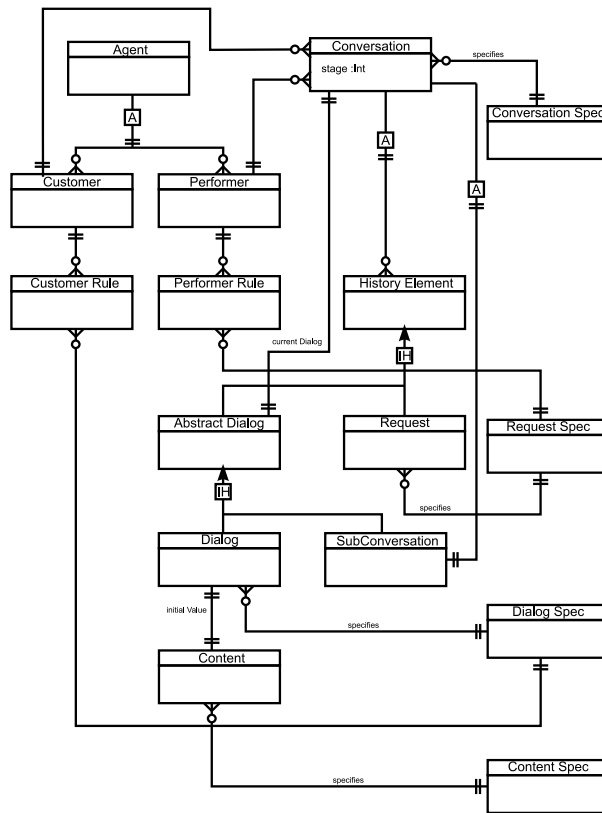 Agent
Conversation
stage :Int
specifies
Conversation Spec
A
A
A
Customer
Performer
Customer Rule
Performer Rule
History Element
current Dialog
IH
Abstract Dialog
Request
Request Spec
IH
specifies
Dialog
SubConversation
initial Value
Dialog Spec
specifies
Content
Content Spec
specifies